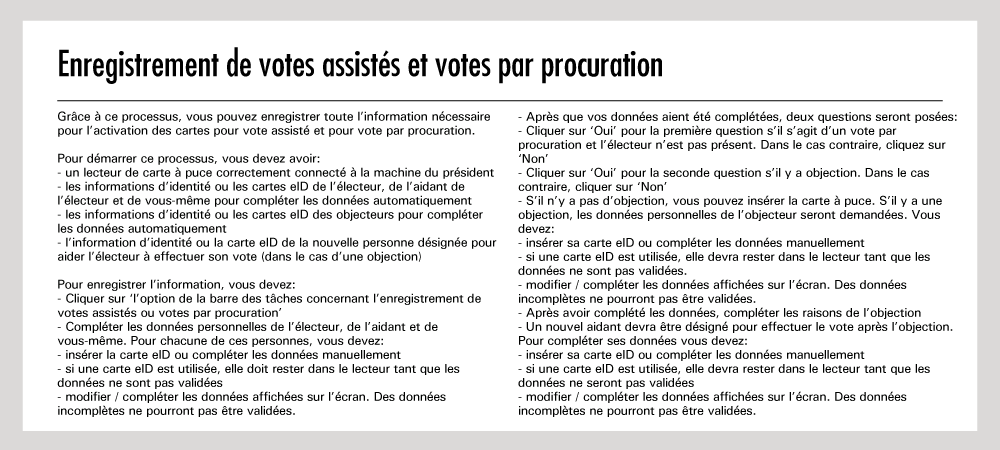 Enregistrement de votes assistés et votes par procuration
Grâce à ce processus, vous pouvez enregistrer toute l’information nécessaire
pour l’activation des cartes pour vote assisté et pour vote par procuration.
Pour démarrer ce processus, vous devez avoir:
- un lecteur de carte à puce correctement connecté à la machine du président
- les informations d’identité ou les cartes eID de l’électeur, de l’aidant de
l’électeur et de vous-même pour compléter les données automatiquement
- les informations d’identité ou les cartes eID des objecteurs pour compléter
les données automatiquement
- l’information d’identité ou la carte eID de la nouvelle personne désignée pour
aider l’électeur à effectuer son vote (dans le cas d’une objection)
Pour enregistrer l’information, vous devez:
- Cliquer sur ‘l’option de la barre des tâches concernant l’enregistrement de
votes assistés ou votes par procuration’
- Compléter les données personnelles de l’électeur, de l’aidant et de
vous-même. Pour chacune de ces personnes, vous devez:
- insérer la carte eID ou compléter les données manuellement
- si une carte eID est utilisée, elle doit rester dans le lecteur tant que les
données ne sont pas validées
- modifier / compléter les données affichées sur l’écran. Des données
incomplètes ne pourront pas être validées.
- Après que vos données aient été complétées, deux questions seront posées:
- Cliquer sur ‘Oui’ pour la première question s’il s’agit d’un vote par
procuration et l’électeur n’est pas présent. Dans le cas contraire, cliquez sur
‘Non’
- Cliquer sur ‘Oui’ pour la seconde question s’il y a objection. Dans le cas
contraire, cliquer sur ‘Non’
- S’il n’y a pas d’objection, vous pouvez insérer la carte à puce. S’il y a une
objection, les données personnelles de l’objecteur seront demandées. Vous
devez:
- insérer sa carte eID ou compléter les données manuellement
- si une carte eID est utilisée, elle devra rester dans le lecteur tant que les
données ne sont pas validées.
- modifier / compléter les données affichées sur l’écran. Des données
incomplètes ne pourront pas être validées.
- Après avoir complété les données, compléter les raisons de l’objection
- Un nouvel aidant devra être désigné pour effectuer le vote après l’objection.
Pour compléter ses données vous devez:
- insérer sa carte eID ou compléter les données manuellement
- si une carte eID est utilisée, elle devra rester dans le lecteur tant que les
données ne seront pas validées
- modifier / compléter les données affichées sur l’écran. Des données
incomplètes ne pourront pas être validées.